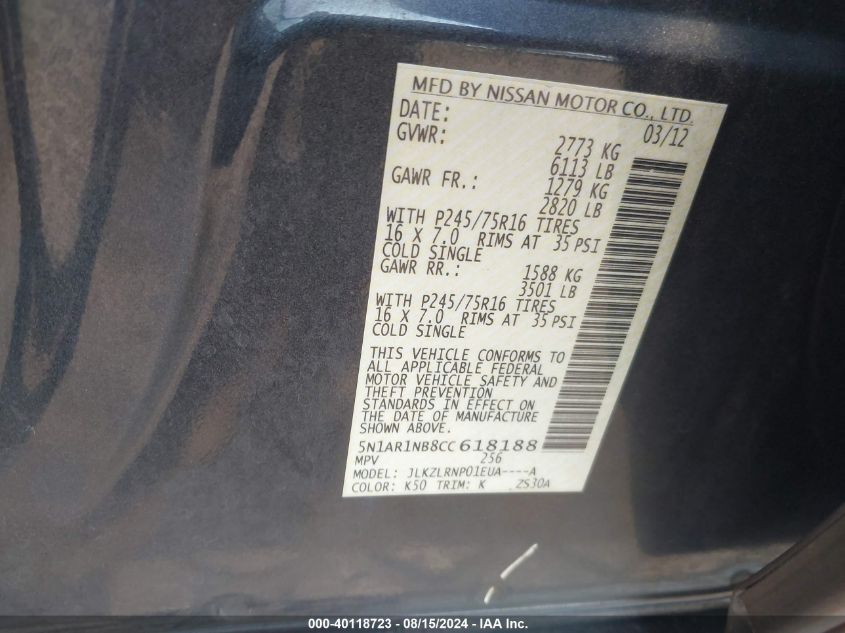 MFD BY NISSAN MOTOR CO., LTD.
DATE: 03/12
GVWR: 2773 KG
6113 LB
GAWR FR.: 1279 KG
2820 LB
WITH P245/75R16 TIRES
16 X 7.0 RIMS AT 35 PSI
COLD SINGLE
GAWR RR.: 1588 KG
3501 LB
WITH P245/75R16 TIRES
16 X 7.0 RIMS AT 35 PSI
COLD SINGLE
THIS VEHICLE CONFORMS TO
ALL APPLICABLE FEDERAL
MOTOR VEHICLE SAFETY AND
THEFT PREVENTION
STANDARDS IN EFFECT ON
THE DATE OF MANUFACTURE
SHOWN ABOVE.
5N1AR1NB8CC618188
MPV 256
MODEL: JLKZLRNP01EUA----A
COLOR: K50 TRIM: K ZS30A
000-40118723 - 08/15/2024 - IAA Inc.